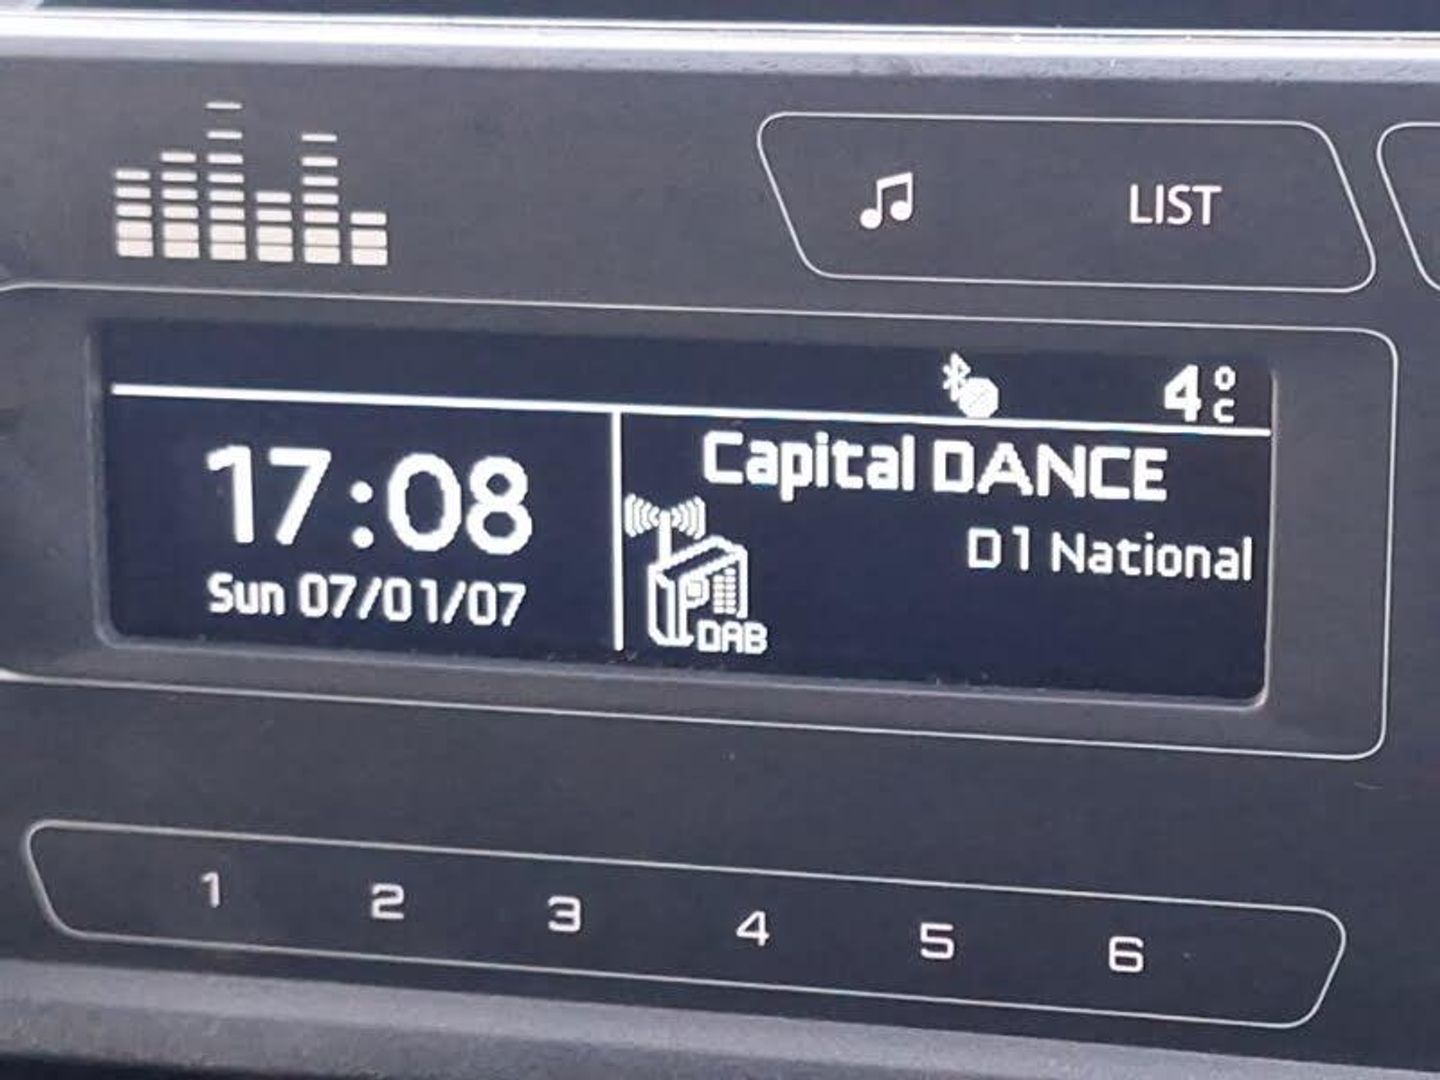 LIST
4°C
17:08
Sun 07/01/07
Capital DANCE
D1 National
DAB
1 2 3 4 5 6